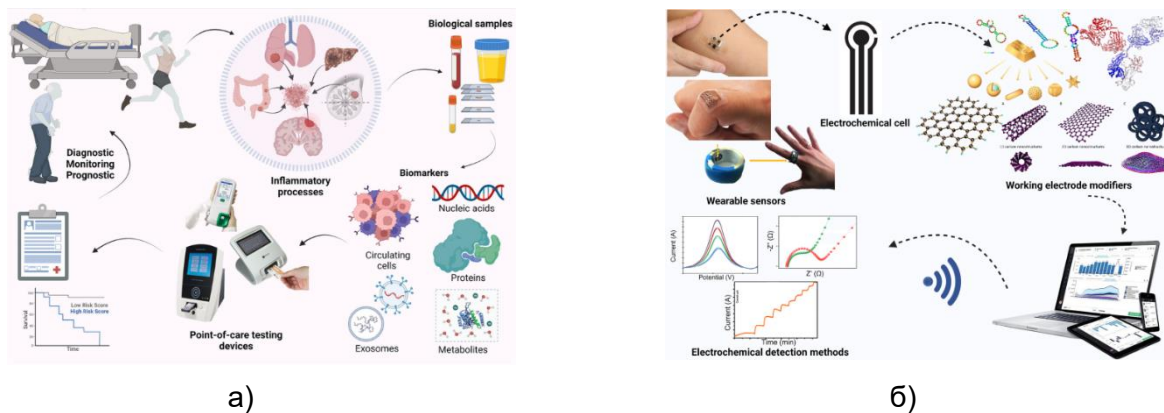 Biological samples
Diagnostic
Monitoring
Prognostic
Inflammatory
processes
Biomarkers
Nucleic acids
Circulating
cells
Proteins
Exosomes
Metabolites
Point-of-care testing
devices
Survival
Low Risk Score
High Risk Score
Time
а)
Electrochemical cell
Working electrode modifiers
Wearable sensors
Current (A)
Potential (V)
-Z" (Ω)
Z' (Ω)
Current (A)
Time (min)
Electrochemical detection methods
б)